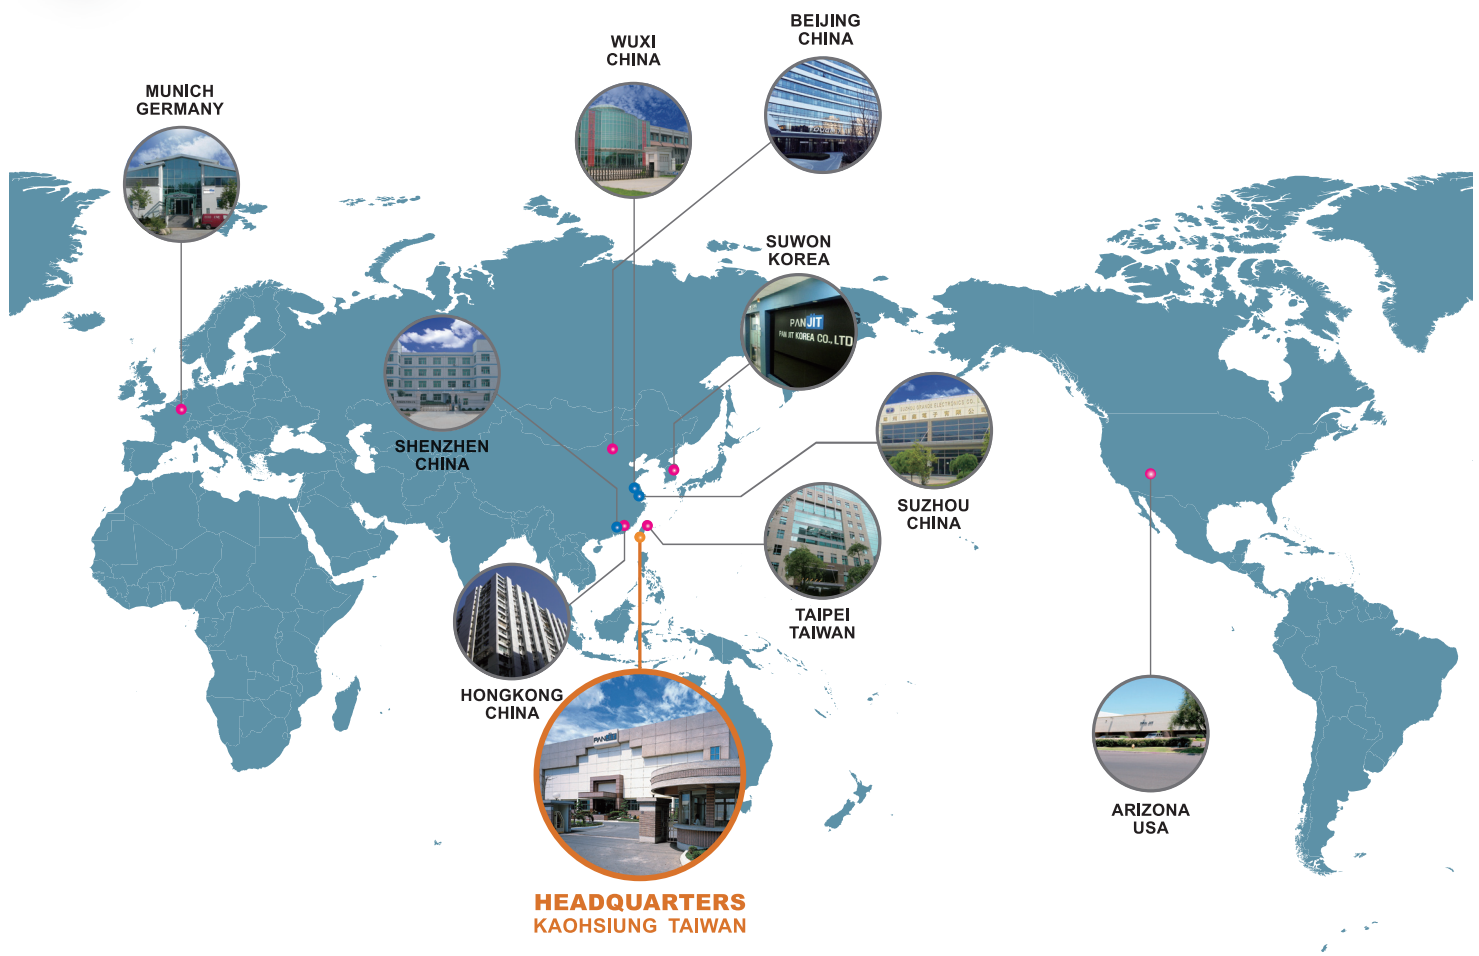 BEIJING
CHINA
WUXI
CHINA
MUNICH
GERMANY
SUWON
KOREA
PANJIT
PAN JIT KOREA CO., LTD
SHENZHEN
CHINA
SUZHOU
CHINA
TAIPEI
TAIWAN
HONGKONG
CHINA
PANJIT
ARIZONA
USA
HEADQUARTERS
KAOHSIUNG TAIWAN